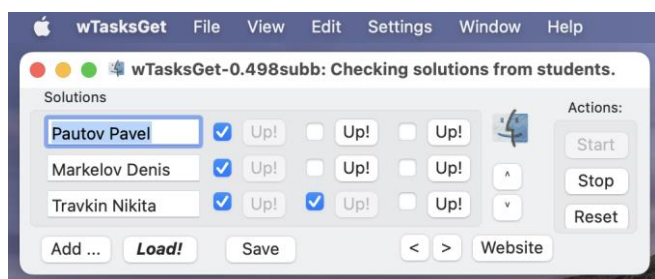 wTasksGet File View Edit Settings Window Help
wTasksGet-0.498subb: Checking solutions from students.
Solutions
Actions:
Pautov Pavel Up! Up! Up!
Start
Markelov Denis Up! Up! Up!
^
Stop
Travkin Nikita Up! Up! Up!
v
Reset
Add ... Load! Save < > Website